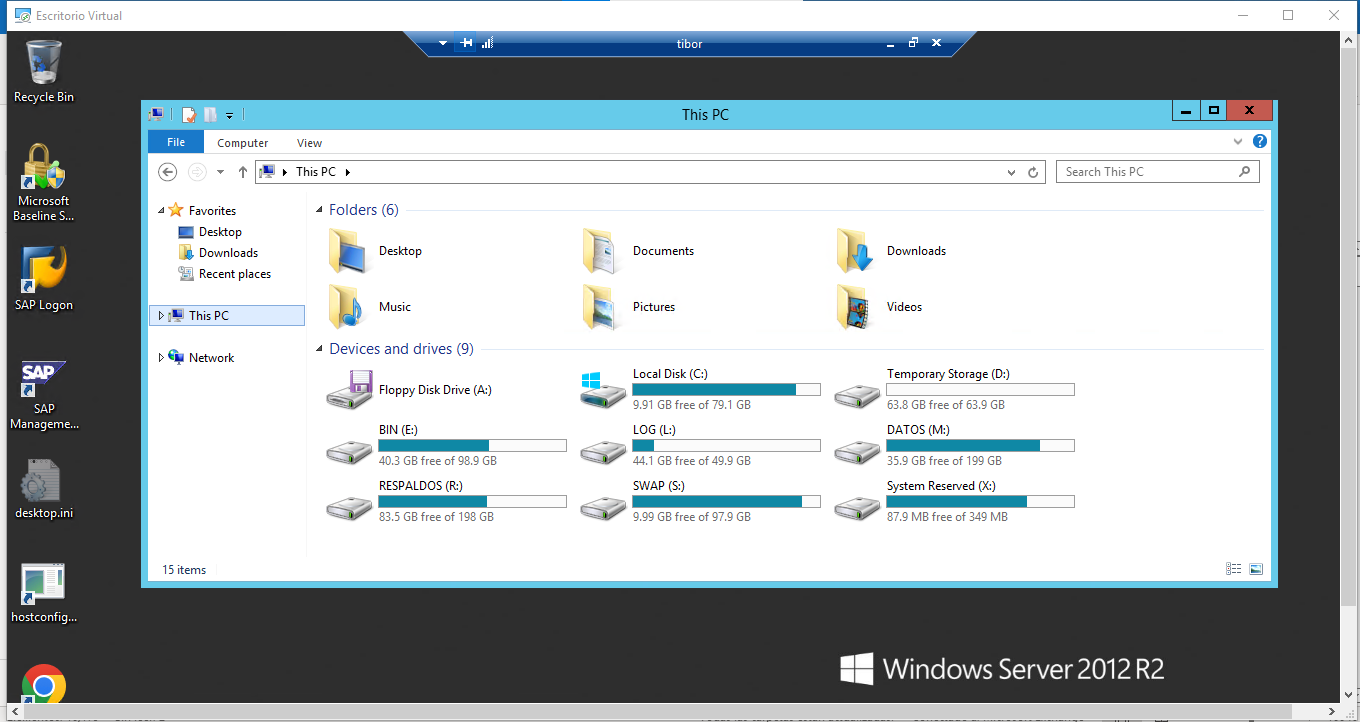 Escritorio Virtual
tibor
Recycle Bin
Microsoft
Baseline S...
SAP Logon
SAP
SAP
Manageme...
desktop.ini
hostconfig...
This PC
File
Computer
View
This PC
Search This PC
Favorites
Desktop
Downloads
Recent places
This PC
Network
Folders (6)
Desktop
Documents
Downloads
Music
Pictures
Videos
Devices and drives (9)
Floppy Disk Drive (A:)
Local Disk (C:)
9.91 GB free of 79.1 GB
Temporary Storage (D:)
63.8 GB free of 63.9 GB
BIN (E:)
40.3 GB free of 98.9 GB
LOG (L:)
44.1 GB free of 49.9 GB
DATOS (M:)
35.9 GB free of 199 GB
RESPALDOS (R:)
83.5 GB free of 198 GB
SWAP (S:)
9.99 GB free of 97.9 GB
System Reserved (X:)
87.9 MB free of 349 MB
15 items
Windows Server 2012 R2